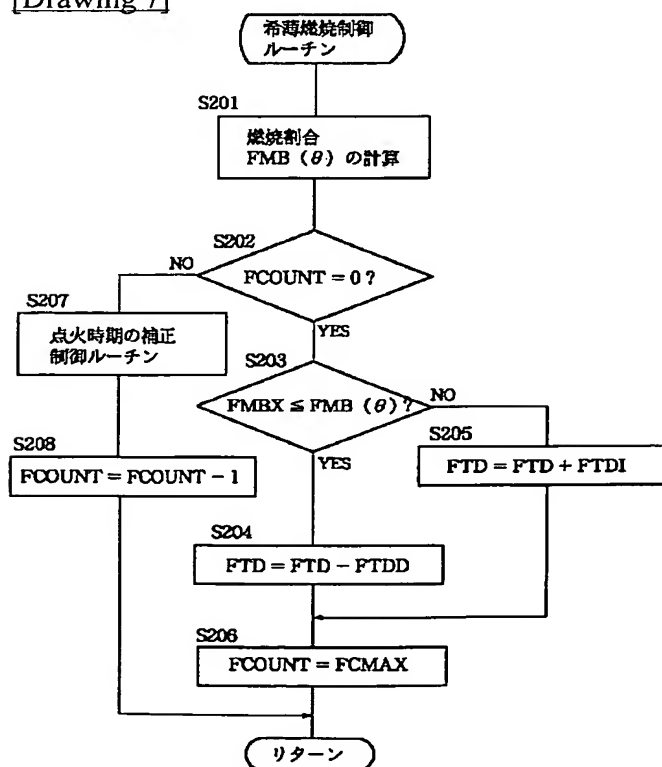 [Drawing 7]
希薄燃焼制御
ルーチン
S201
燃焼割合
FMB (θ) の計算
S202
NO
FCOUNT = 0 ?
S207
YES
点火時期の補正
制御ルーチン
S203
FMBX ≤ FMB (θ) ?
NO
S208
S205
YES
FCOUNT = FCOUNT − 1
FTD = FTD + FTDI
S204
FTD = FTD − FTDD
S206
FCOUNT = FCMAX
リターン